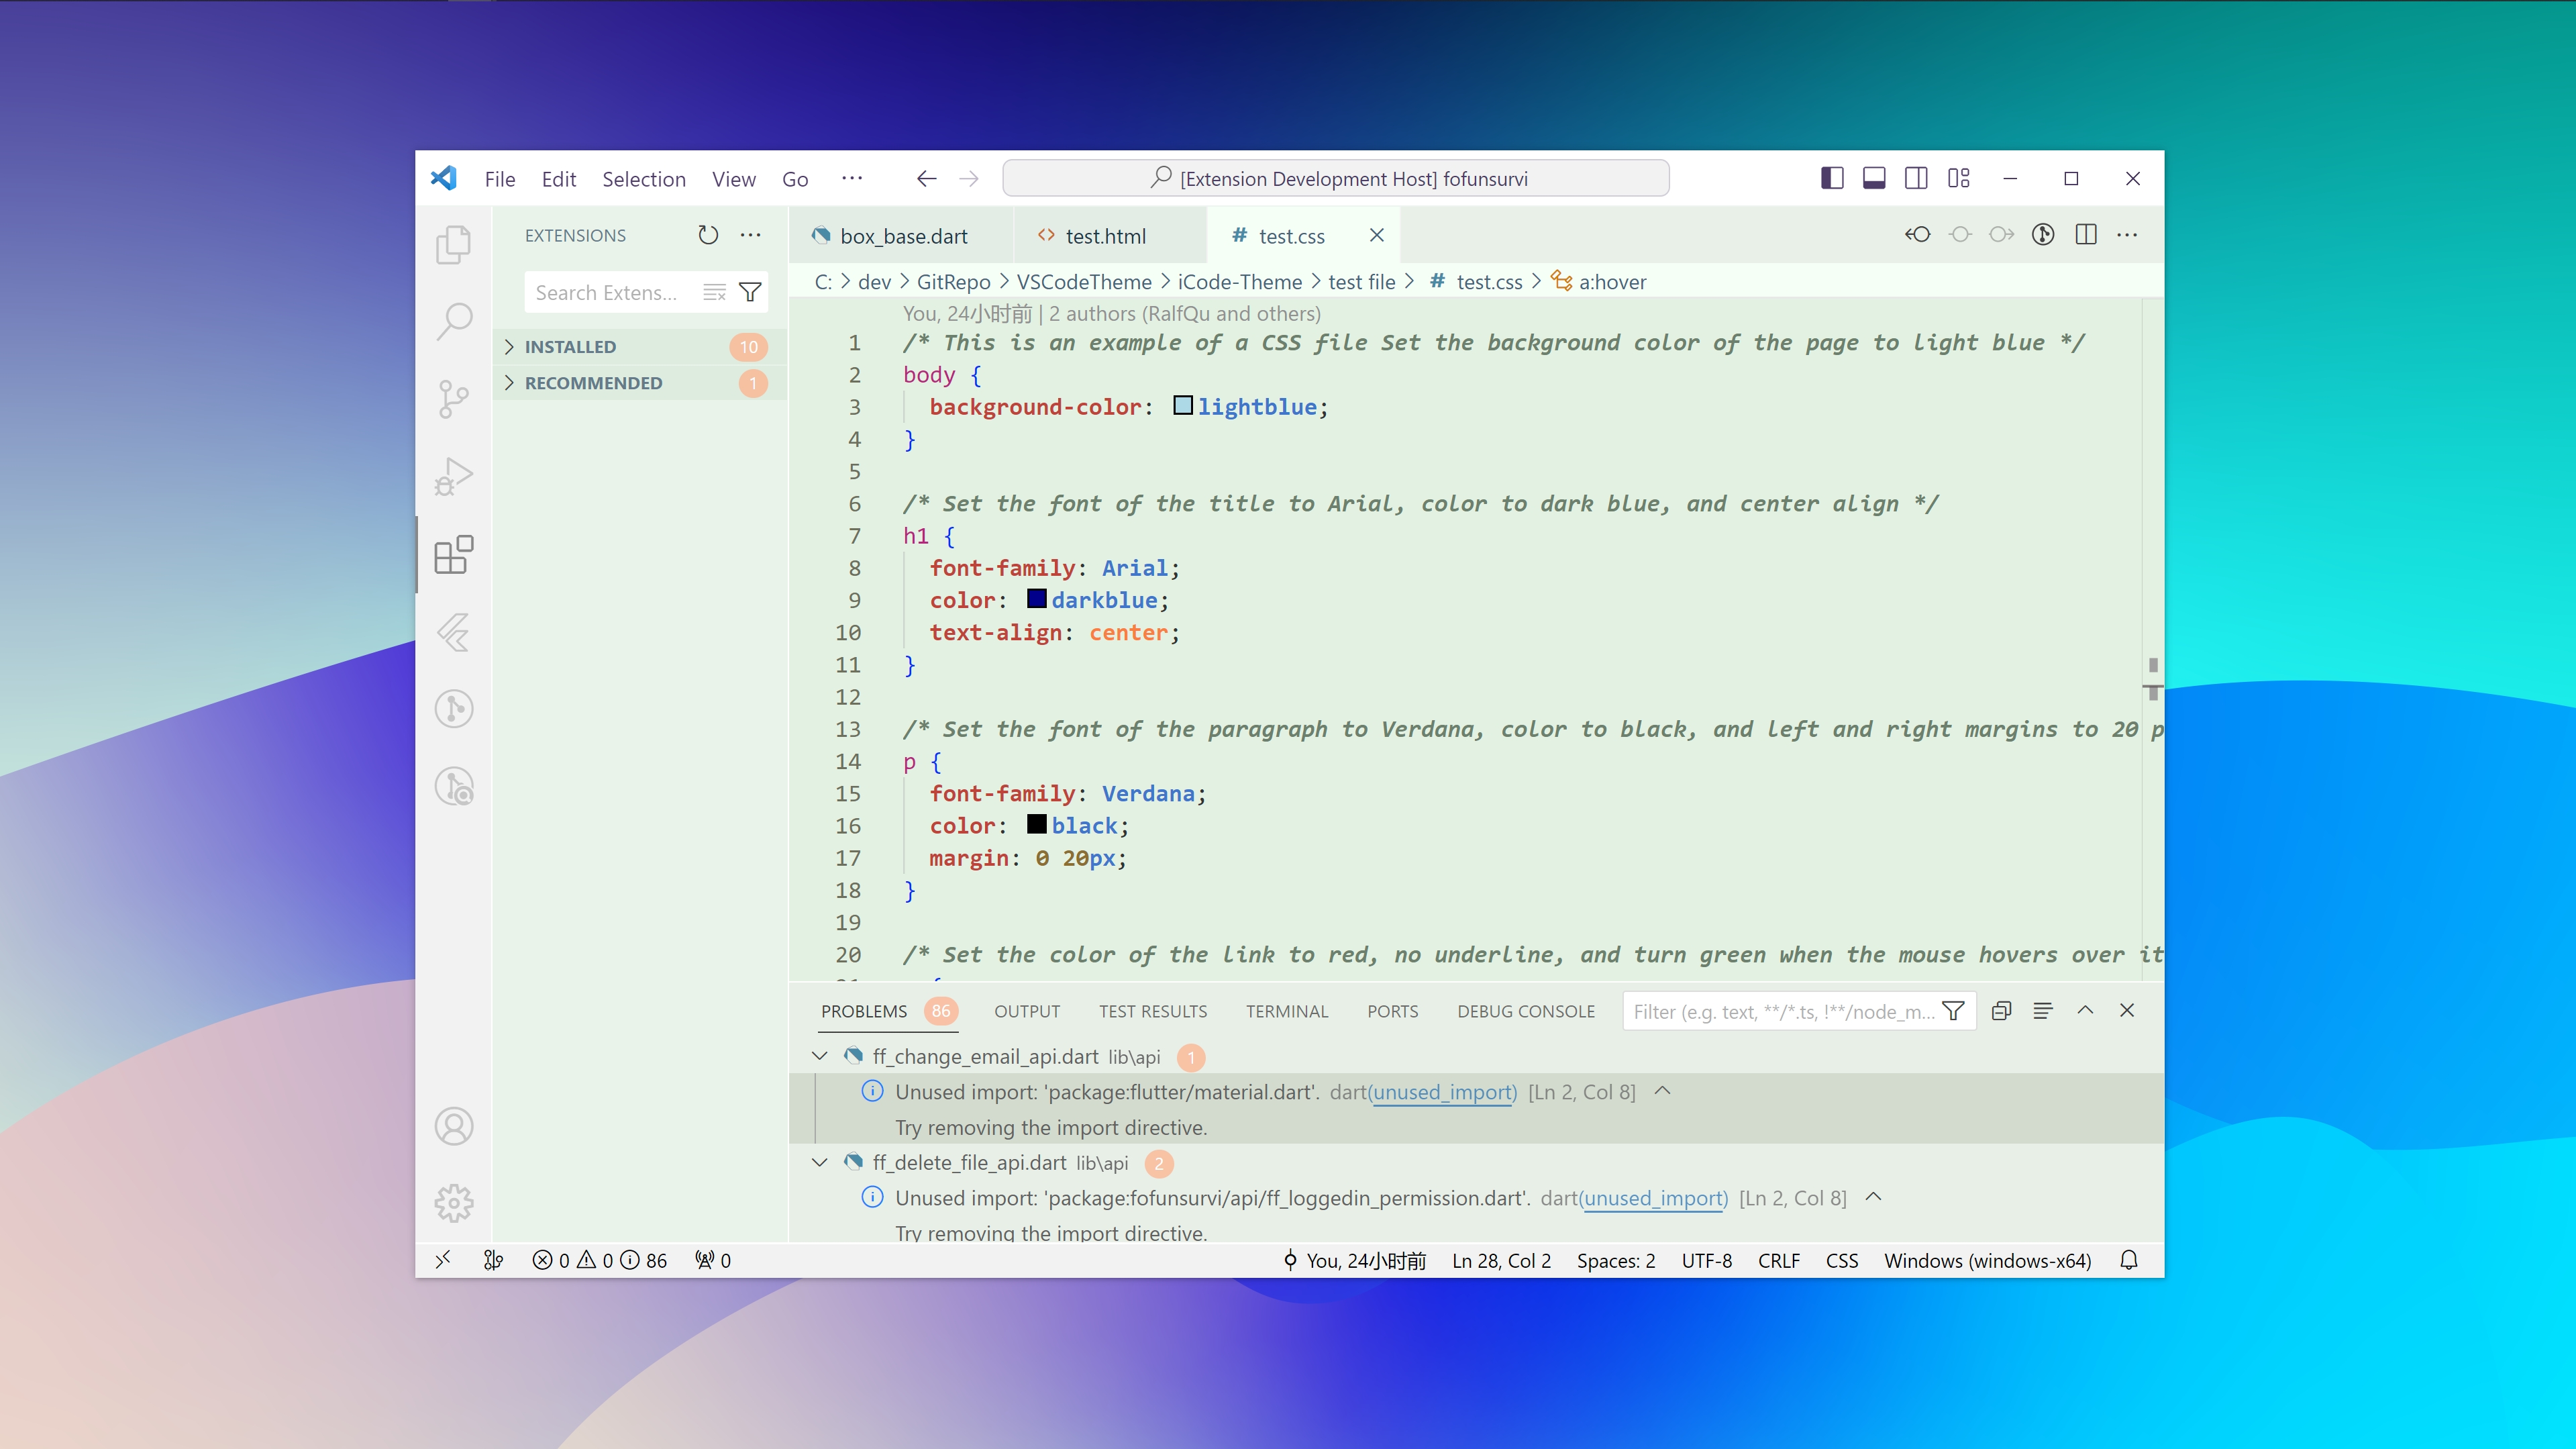 File Edit Selection View Go ··· [Extension Development Host] fofunsurvi
EXTENSIONS
Search Extens...
INSTALLED 10
RECOMMENDED 1
box_base.dart test.html # test.css
C: > dev > GitRepo > VSCodeTheme > iCode-Theme > test file > # test.css > a:hover
You, 24小时前 | 2 authors (RalfQu and others)
1 /* This is an example of a CSS file Set the background color of the page to light blue */
2 body {
3 background-color: lightblue;
4 }
5
6 /* Set the font of the title to Arial, color to dark blue, and center align */
7 h1 {
8 font-family: Arial;
9 color: darkblue;
10 text-align: center;
11 }
12
13 /* Set the font of the paragraph to Verdana, color to black, and left and right margins to 20 p
14 p {
15 font-family: Verdana;
16 color: black;
17 margin: 0 20px;
18 }
19
20 /* Set the color of the link to red, no underline, and turn green when the mouse hovers over it
PROBLEMS 86 OUTPUT TEST RESULTS TERMINAL PORTS DEBUG CONSOLE Filter (e.g. text, **/*.ts, !**/node_m...
ff_change_email_api.dart lib\api 1
Unused import: 'package:flutter/material.dart'. dart(unused_import) [Ln 2, Col 8]
Try removing the import directive.
ff_delete_file_api.dart lib\api 2
Unused import: 'package:fofunsurvi/api/ff_loggedin_permission.dart'. dart(unused_import) [Ln 2, Col 8]
Try removing the import directive.
0 0 86 0 You, 24小时前 Ln 28, Col 2 Spaces: 2 UTF-8 CRLF CSS Windows (windows-x64)